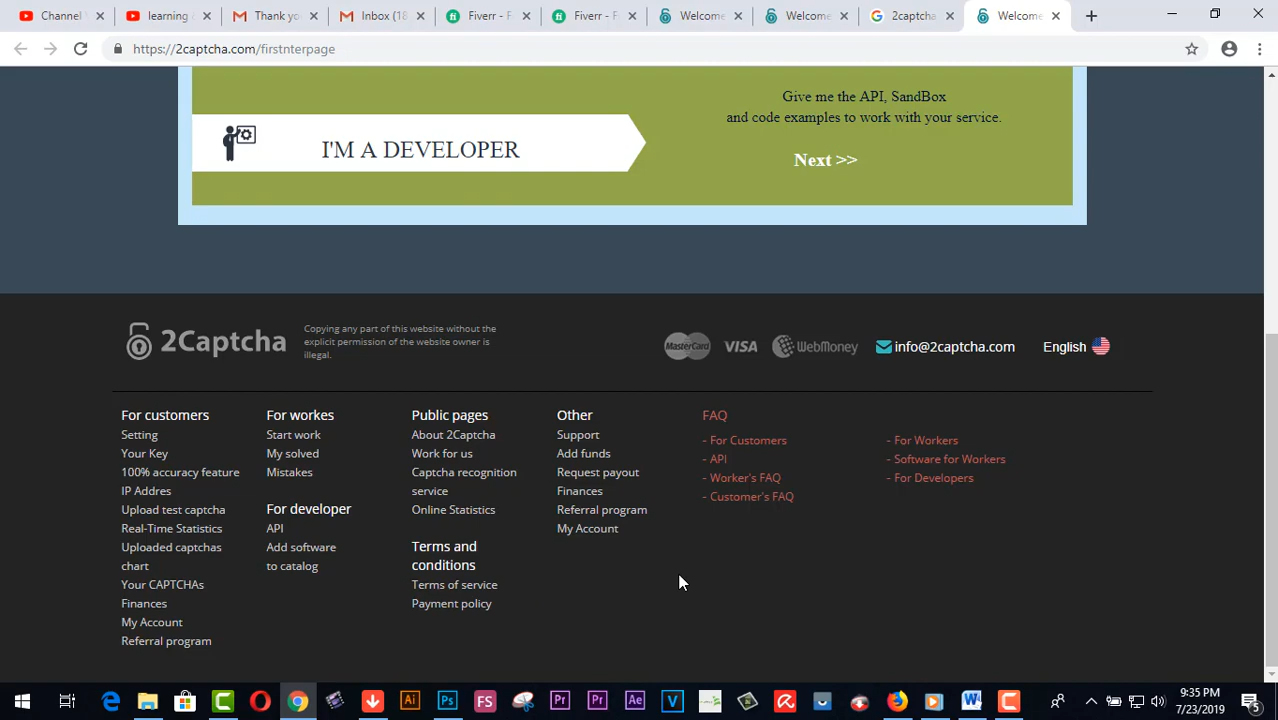 Channel
learning
Thank yo
Inbox (18
Fiverr - F
Fiverr - F
Welcome
Welcome
2captcha
Welcome
https://2captcha.com/firstnterpage
Give me the API, SandBox
and code examples to work with your service.
I'M A DEVELOPER
Next >>
2Captcha
Copying any part of this website without the
explicit permission of the website owner is
illegal.
MasterCard
VISA
WebMoney
info@2captcha.com
English
For customers
Setting
Your Key
100% accuracy feature
IP Addres
Upload test captcha
Real-Time Statistics
Uploaded captchas
chart
Your CAPTCHAs
Finances
My Account
Referral program
For workes
Start work
My solved
Mistakes
For developer
API
Add software
to catalog
Public pages
About 2Captcha
Work for us
Captcha recognition
service
Online Statistics
Terms and
conditions
Terms of service
Payment policy
Other
Support
Add funds
Request payout
Finances
Referral program
My Account
FAQ
- For Customers
- API
- Worker's FAQ
- Customer's FAQ
- For Workers
- Software for Workers
- For Developers
9:35 PM
7/23/2019